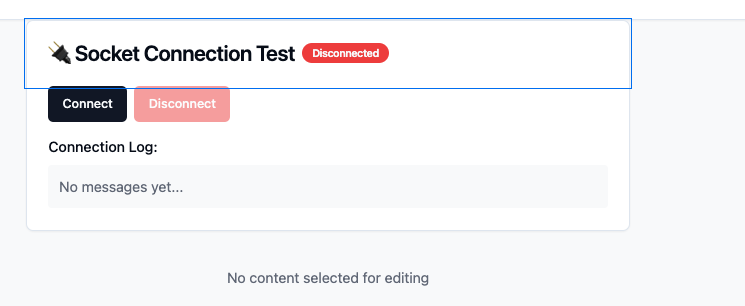 🔌 Socket Connection Test Disconnected
Connect Disconnect
Connection Log:
No messages yet...
No content selected for editing